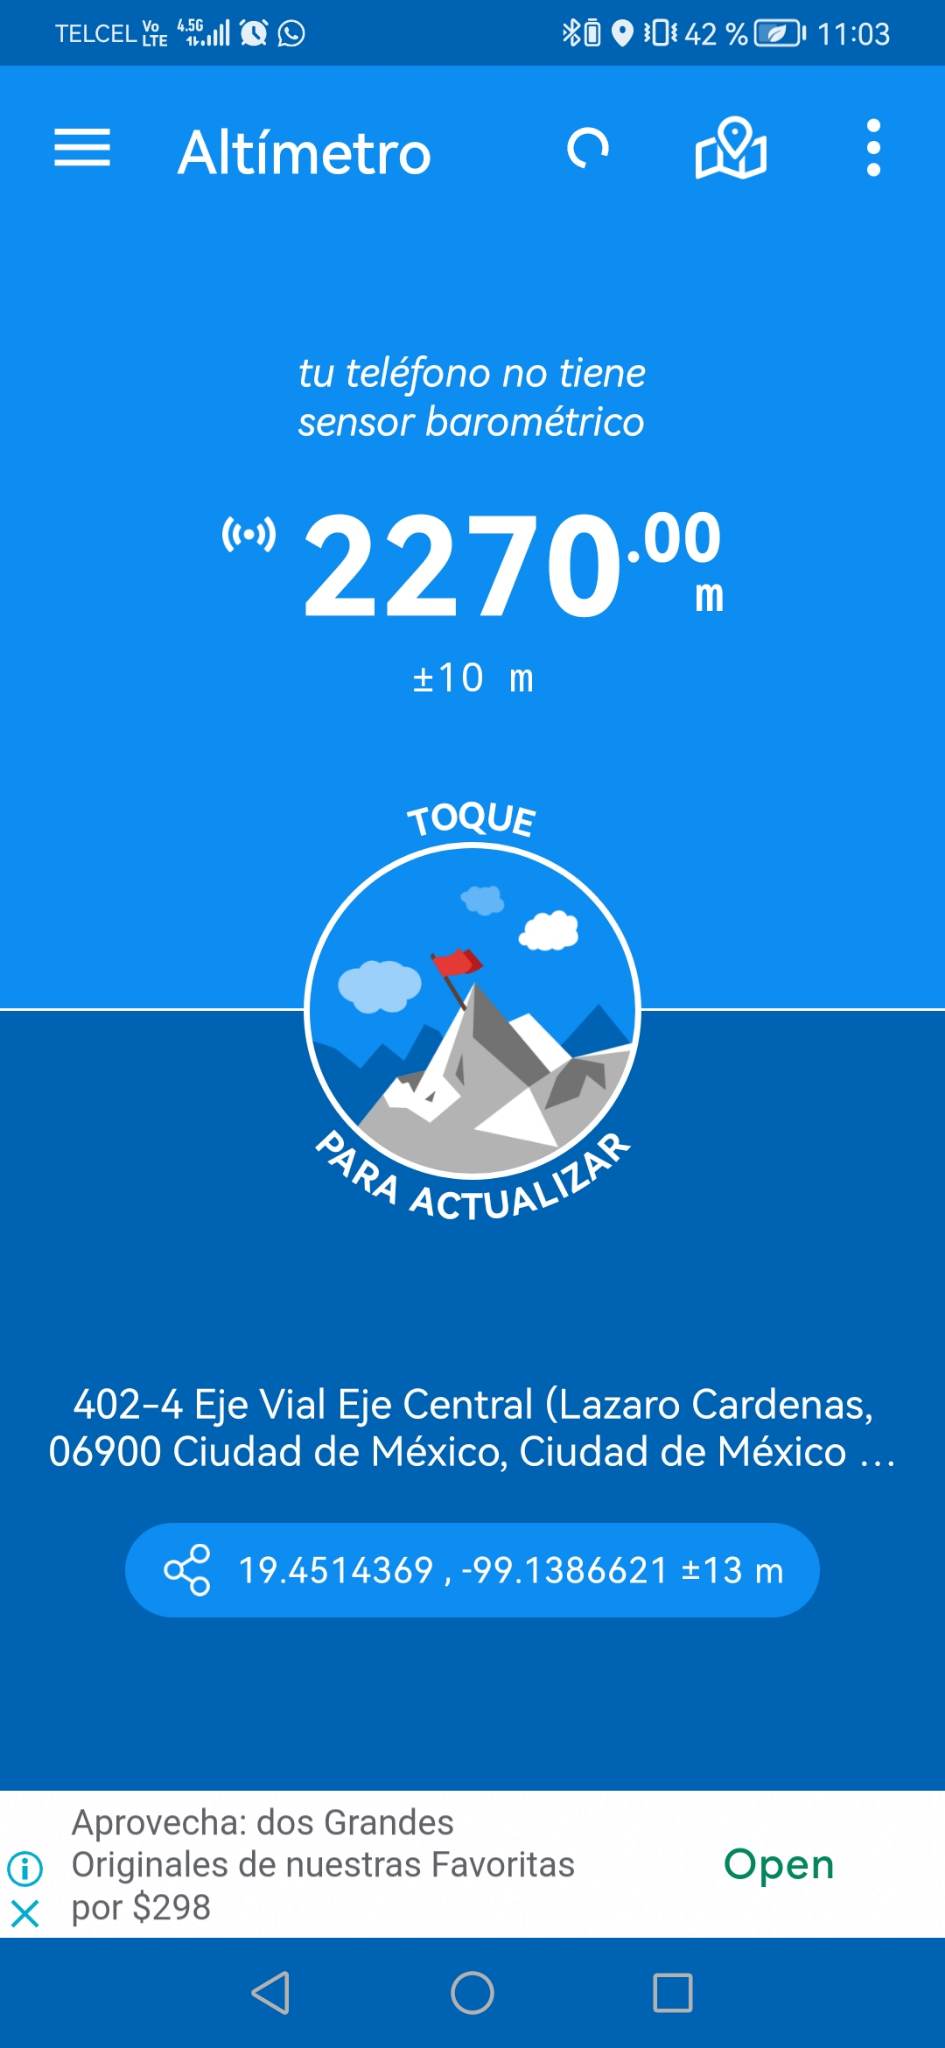 TELCEL Vo LTE 4.5G 42 % 11:03
Altímetro
tu teléfono no tiene
sensor barométrico
2270.00 m
±10 m
TOQUE
PARA ACTUALIZAR
402-4 Eje Vial Eje Central (Lazaro Cardenas,
06900 Ciudad de México, Ciudad de México ...
19.4514369 , -99.1386621 ±13 m
Aprovecha: dos Grandes
Originales de nuestras Favoritas
por $298
Open